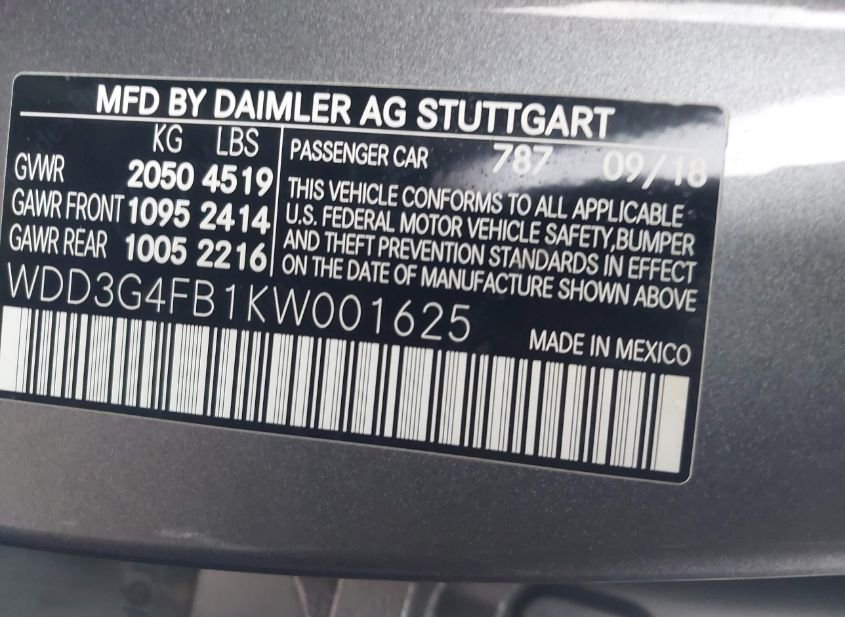 MFD BY DAIMLER AG STUTTGART
KG LBS
GVWR 2050 4519
GAWR FRONT 1095 2414
GAWR REAR 1005 2216
PASSENGER CAR 787 09/18
THIS VEHICLE CONFORMS TO ALL APPLICABLE
U.S. FEDERAL MOTOR VEHICLE SAFETY,BUMPER
AND THEFT PREVENTION STANDARDS IN EFFECT
ON THE DATE OF MANUFACTURE SHOWN ABOVE
WDD3G4FB1KW001625
MADE IN MEXICO